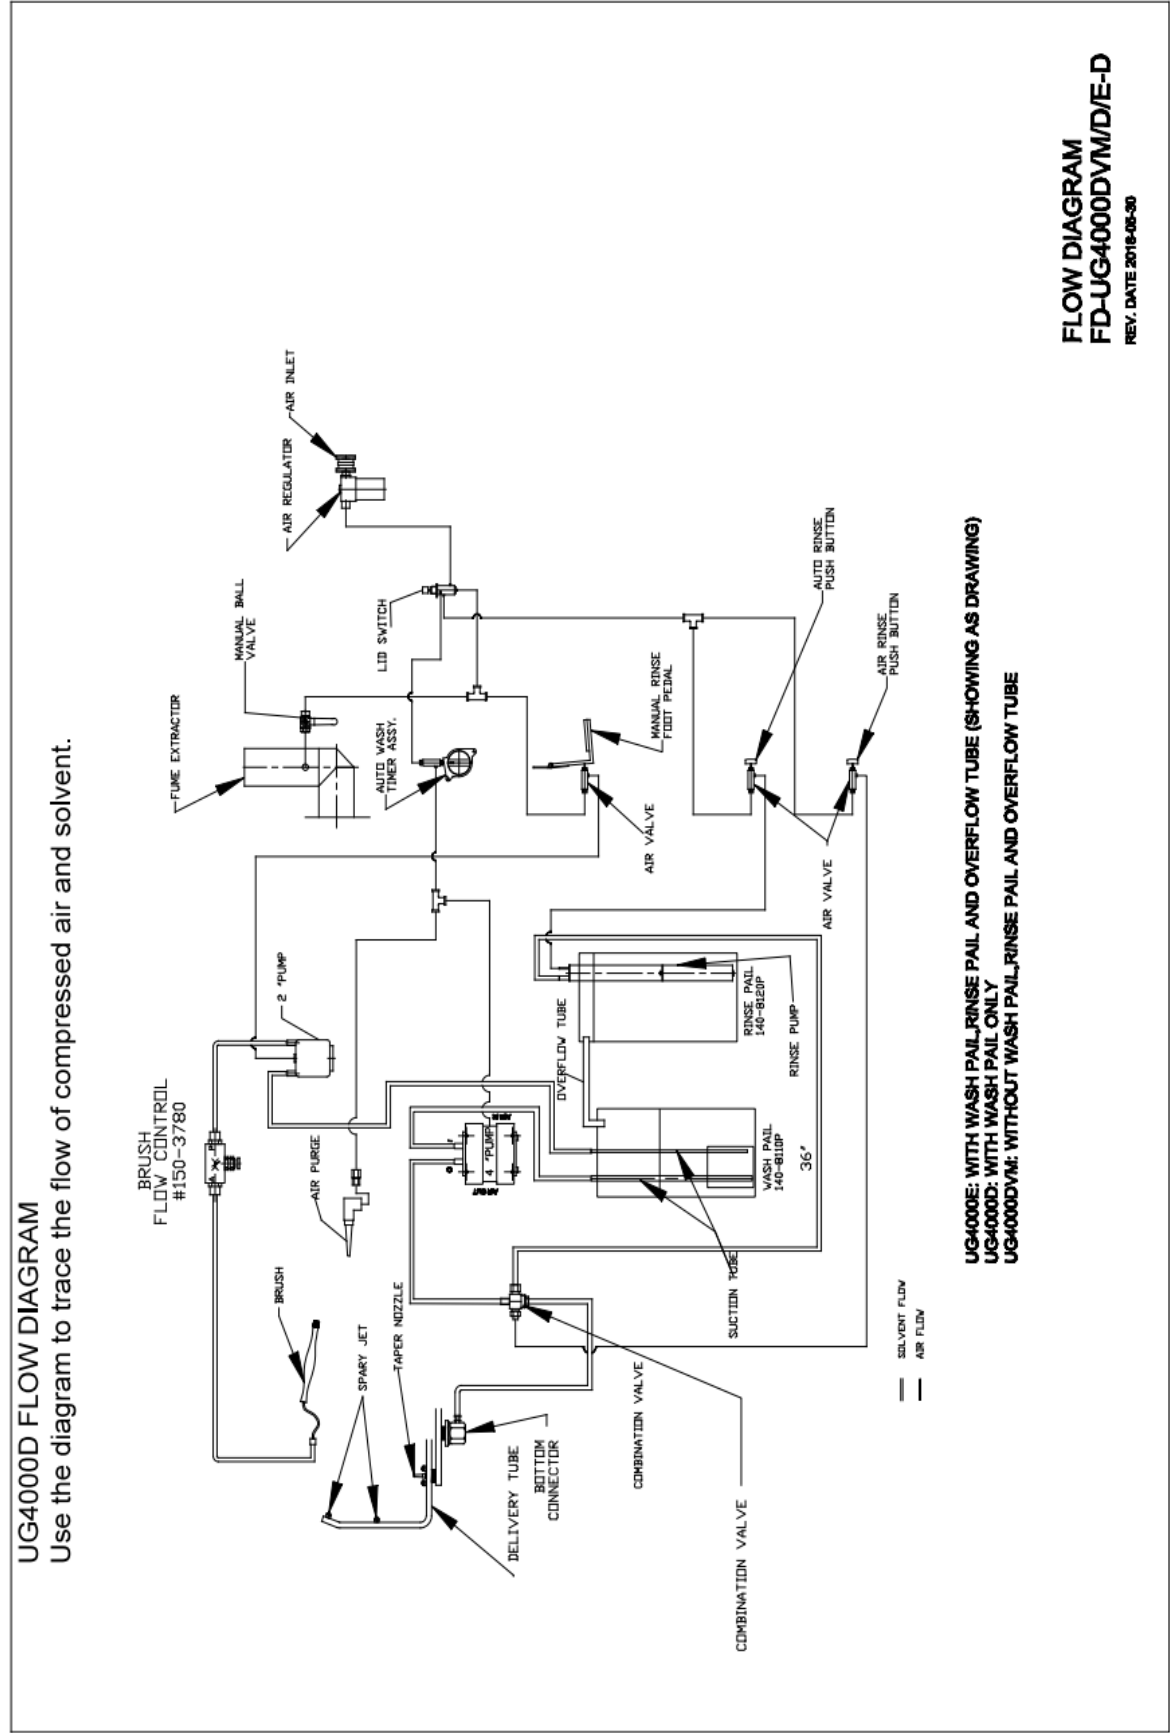 UG4000D FLOW DIAGRAM
Use the diagram to trace the flow of compressed air and solvent.
BRUSH
FLOW CONTROL
#150-3780
2 "PUMP
FUME EXTRACTOR
MANUAL BALL
VALVE
AIR REGULATOR
AIR INLET
BRUSH
AIR PURGE
SPARY JET
TAPER NOZZLE
LID SWITCH
AUTO WASH
TIMER ASSY.
4 "PUMP
AIR OUT
AIR IN
DELIVERY TUBE
BOTTOM
CONNECTOR
OVERFLOW TUBE
AIR VALVE
MANUAL RINSE
FOOT PEDAL
COMBINATION VALVE
SUCTION TUBE
WASH PAIL
140-8110P
36"
RINSE PAIL
140-8120P
RINSE PUMP
AIR VALVE
AUTO RINSE
PUSH BUTTON
AIR RINSE
PUSH BUTTON
COMBINATION VALVE
SOLVENT FLOW
AIR FLOW
UG4000E: WITH WASH PAIL,RINSE PAIL AND OVERFLOW TUBE (SHOWING AS DRAWING)
UG4000D: WITH WASH PAIL ONLY
UG4000DVM: WITHOUT WASH PAIL,RINSE PAIL AND OVERFLOW TUBE
FLOW DIAGRAM
FD-UG4000DVM/D/E-D
REV. DATE 2018-05-30